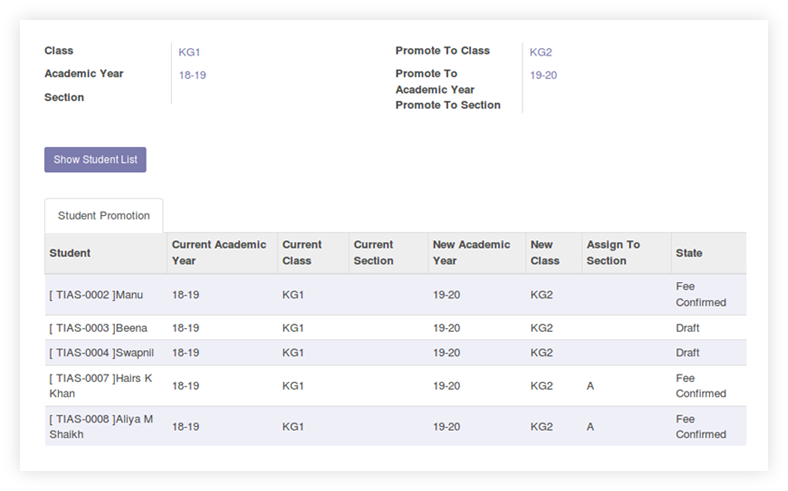 Class KG1 Promote To Class KG2
Academic Year 18-19 Promote To 19-20
Academic Year
Section Promote To Section
Show Student List
Student Promotion
Student Current Academic Year Current Class Current Section New Academic Year New Class Assign To Section State
[ TIAS-0002 ]Manu 18-19 KG1 19-20 KG2 Fee Confirmed
[ TIAS-0003 ]Beena 18-19 KG1 19-20 KG2 Draft
[ TIAS-0004 ]Swapnil 18-19 KG1 19-20 KG2 Draft
[ TIAS-0007 ]Hairs K Khan 18-19 KG1 19-20 KG2 A Fee Confirmed
[ TIAS-0008 ]Aliya M Shaikh 18-19 KG1 19-20 KG2 A Fee Confirmed